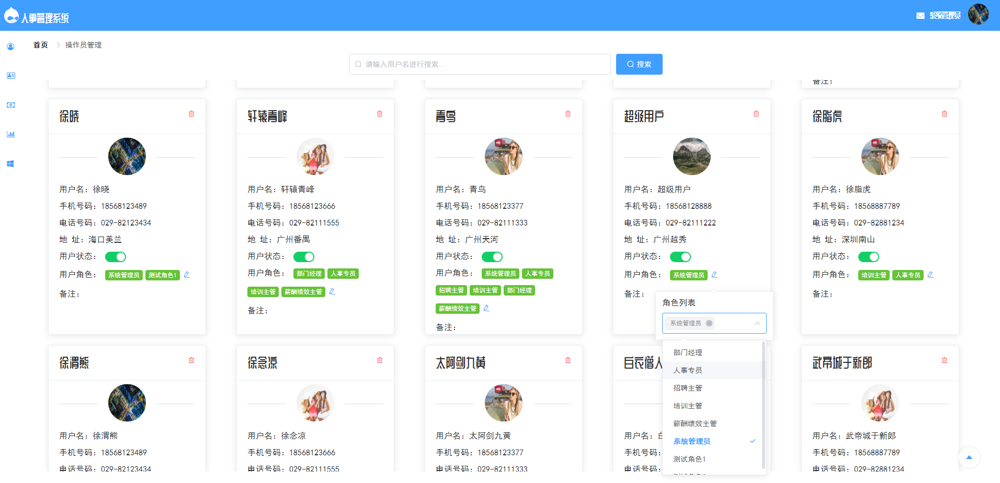 人事管理系统
系统管理员
首页
操作员管理
请输入用户名进行搜索...
搜索
备注：
徐晓
用户名：徐晓
手机号码：18568123489
电话号码：029-82123434
地 址：海口美兰
用户状态：
用户角色： 系统管理员 测试角色1
备注：
轩辕青峰
用户名：轩辕青峰
手机号码：18568123666
电话号码：029-82111555
地 址：广州番禺
用户状态：
用户角色： 部门经理 人事专员
培训主管 薪酬绩效主管
备注：
青鸟
用户名：青鸟
手机号码：18568123377
电话号码：029-82111333
地 址：广州天河
用户状态：
用户角色： 系统管理员 人事专员
招聘主管 培训主管 部门经理
薪酬绩效主管
备注：
超级用户
用户名：超级用户
手机号码：18568128888
电话号码：029-82111222
地 址：广州越秀
用户状态：
用户角色： 系统管理员
备注：
徐脂虎
用户名：徐脂虎
手机号码：18568887789
电话号码：029-82881234
地 址：深圳南山
用户状态：
用户角色： 培训主管 人事专员
备注：
角色列表
系统管理员
部门经理
人事专员
招聘主管
培训主管
薪酬绩效主管
系统管理员
测试角色1
徐渭熊
用户名：徐渭熊
手机号码：18568123489
电话号码：029-82123434
徐念凉
用户名：徐念凉
手机号码：18568123666
电话号码：029-82111555
太阿剑九黄
用户名：太阿剑九黄
手机号码：18568123377
电话号码：029-82111333
白衣僧人
用户名：白
手机号码：1
电话号码：0
武帝城于新郎
用户名：武帝城于新郎
手机号码：18568887789
电话号码：029-82881234